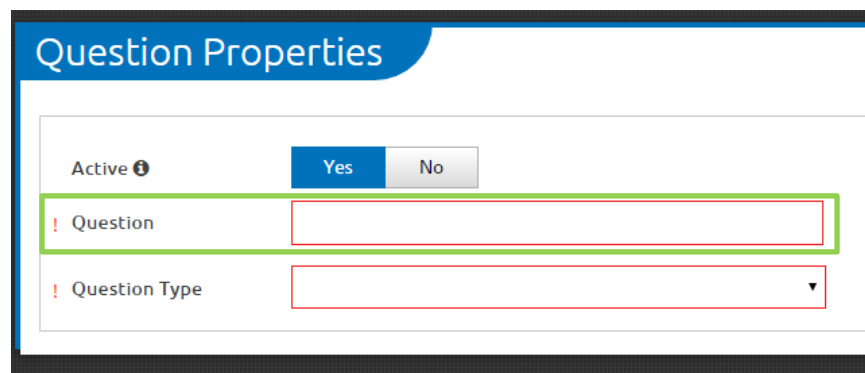 Question Properties
Active
Yes No
! Question
! Question Type